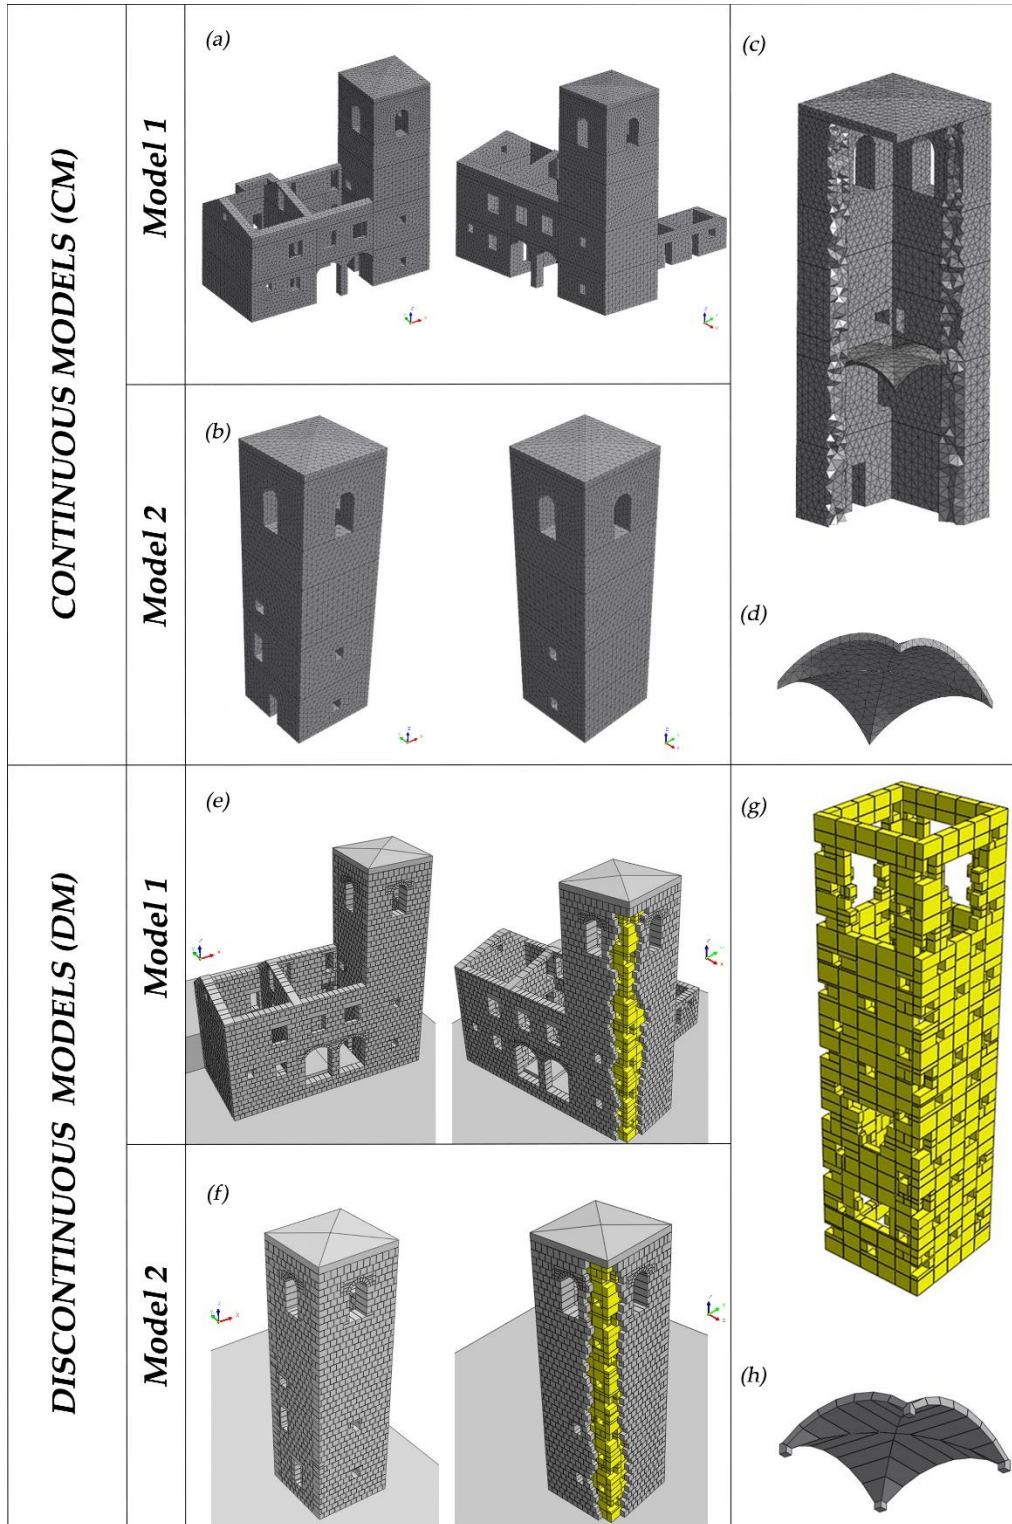 CONTINUOUS MODELS (CM)
Model 1
(a)
(c)
Model 2
(b)
(d)
DISCONTINUOUS MODELS (DM)
Model 1
(e)
(g)
Model 2
(f)
(h)